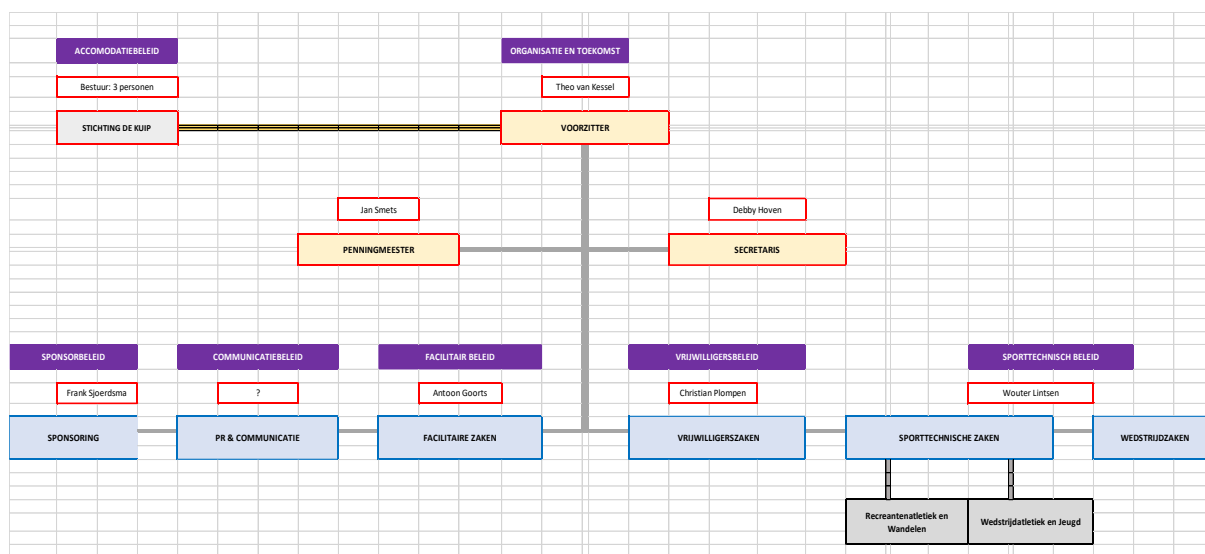 ACCOMODATIEBELEID
ORGANISATIE EN TOEKOMST
Bestuur: 3 personen
Theo van Kessel
STICHTING DE KUIP
VOORZITTER
Jan Smets
Debby Hoven
PENNINGMEESTER
SECRETARIS
SPONSORBELEID
COMMUNICATIEBELEID
FACILITAIR BELEID
VRIJWILLIGERSBELEID
SPORTTECHNISCH BELEID
Frank Sjoerdsma
?
Antoon Goorts
Christian Plompen
Wouter Lintsen
SPONSORING
PR & COMMUNICATIE
FACILITAIRE ZAKEN
VRIJWILLIGERSZAKEN
SPORTTECHNISCHE ZAKEN
WEDSTRIJDZAKEN
Recreantenatletiek en
Wandelen
Wedstrijdatletiek en Jeugd